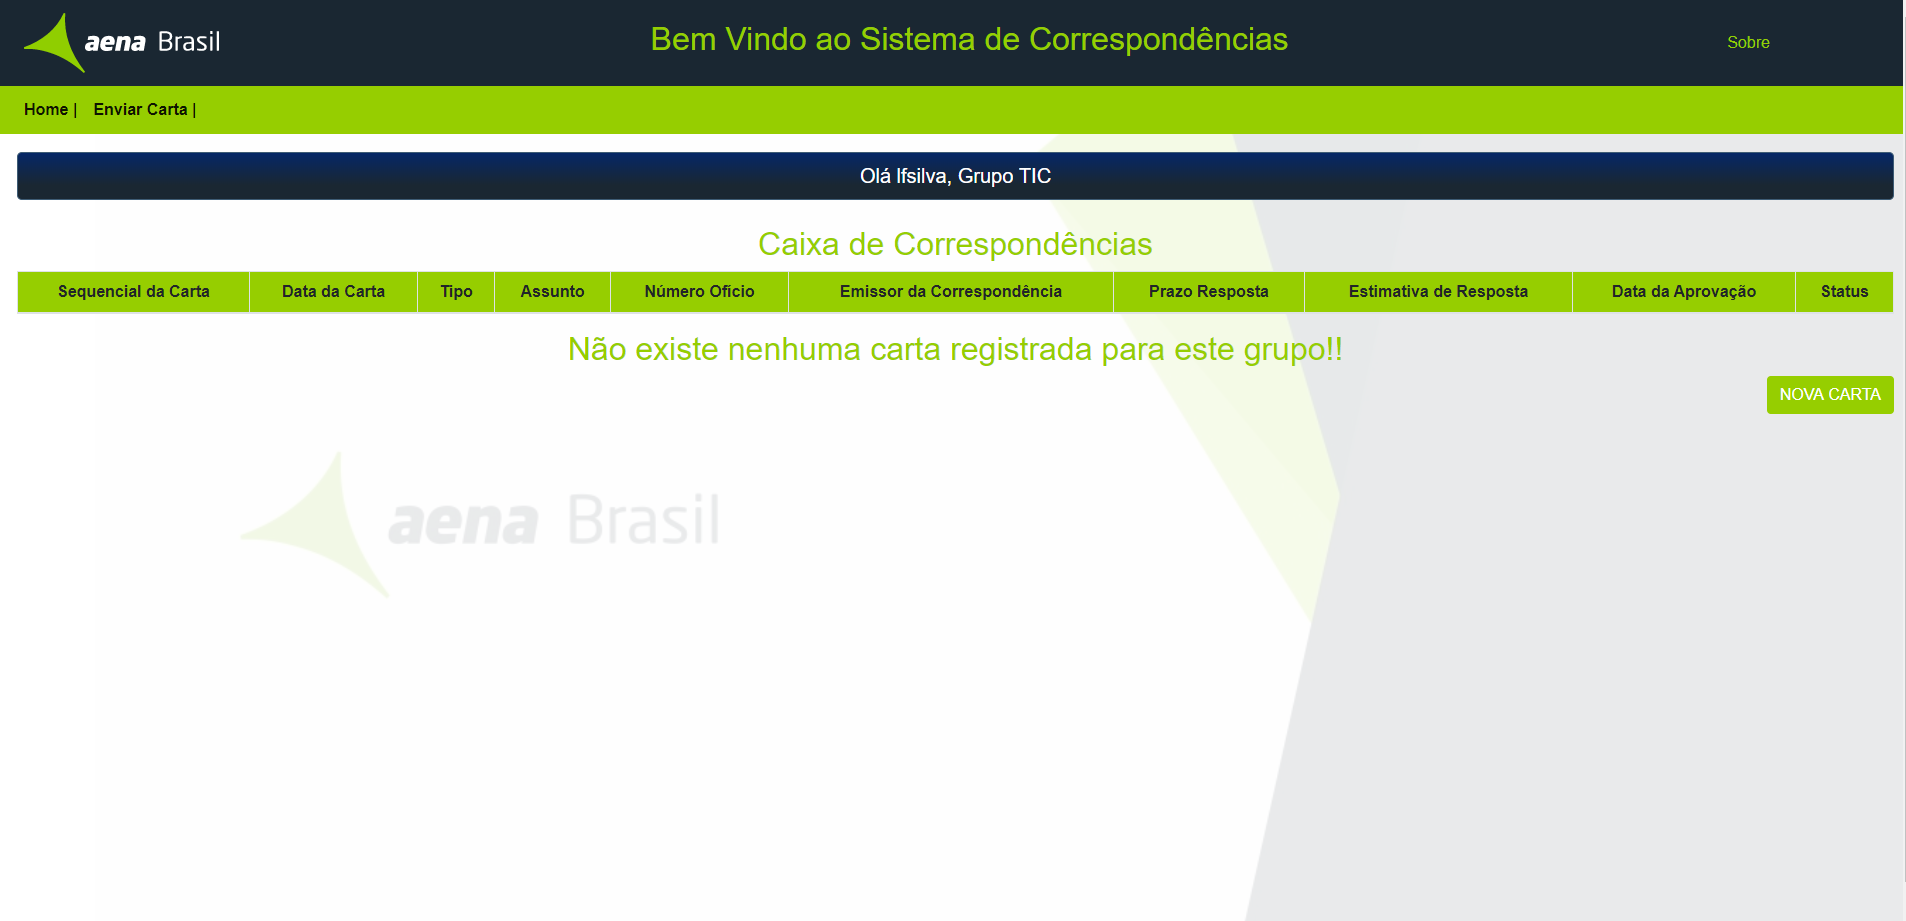 aena Brasil
Bem Vindo ao Sistema de Correspondências
Sobre
Home | Enviar Carta |
Olá lfsilva, Grupo TIC
Caixa de Correspondências
Sequencial da Carta Data da Carta Tipo Assunto Número Ofício Emissor da Correspondência Prazo Resposta Estimativa de Resposta Data da Aprovação Status
Não existe nenhuma carta registrada para este grupo!!
NOVA CARTA
aena Brasil